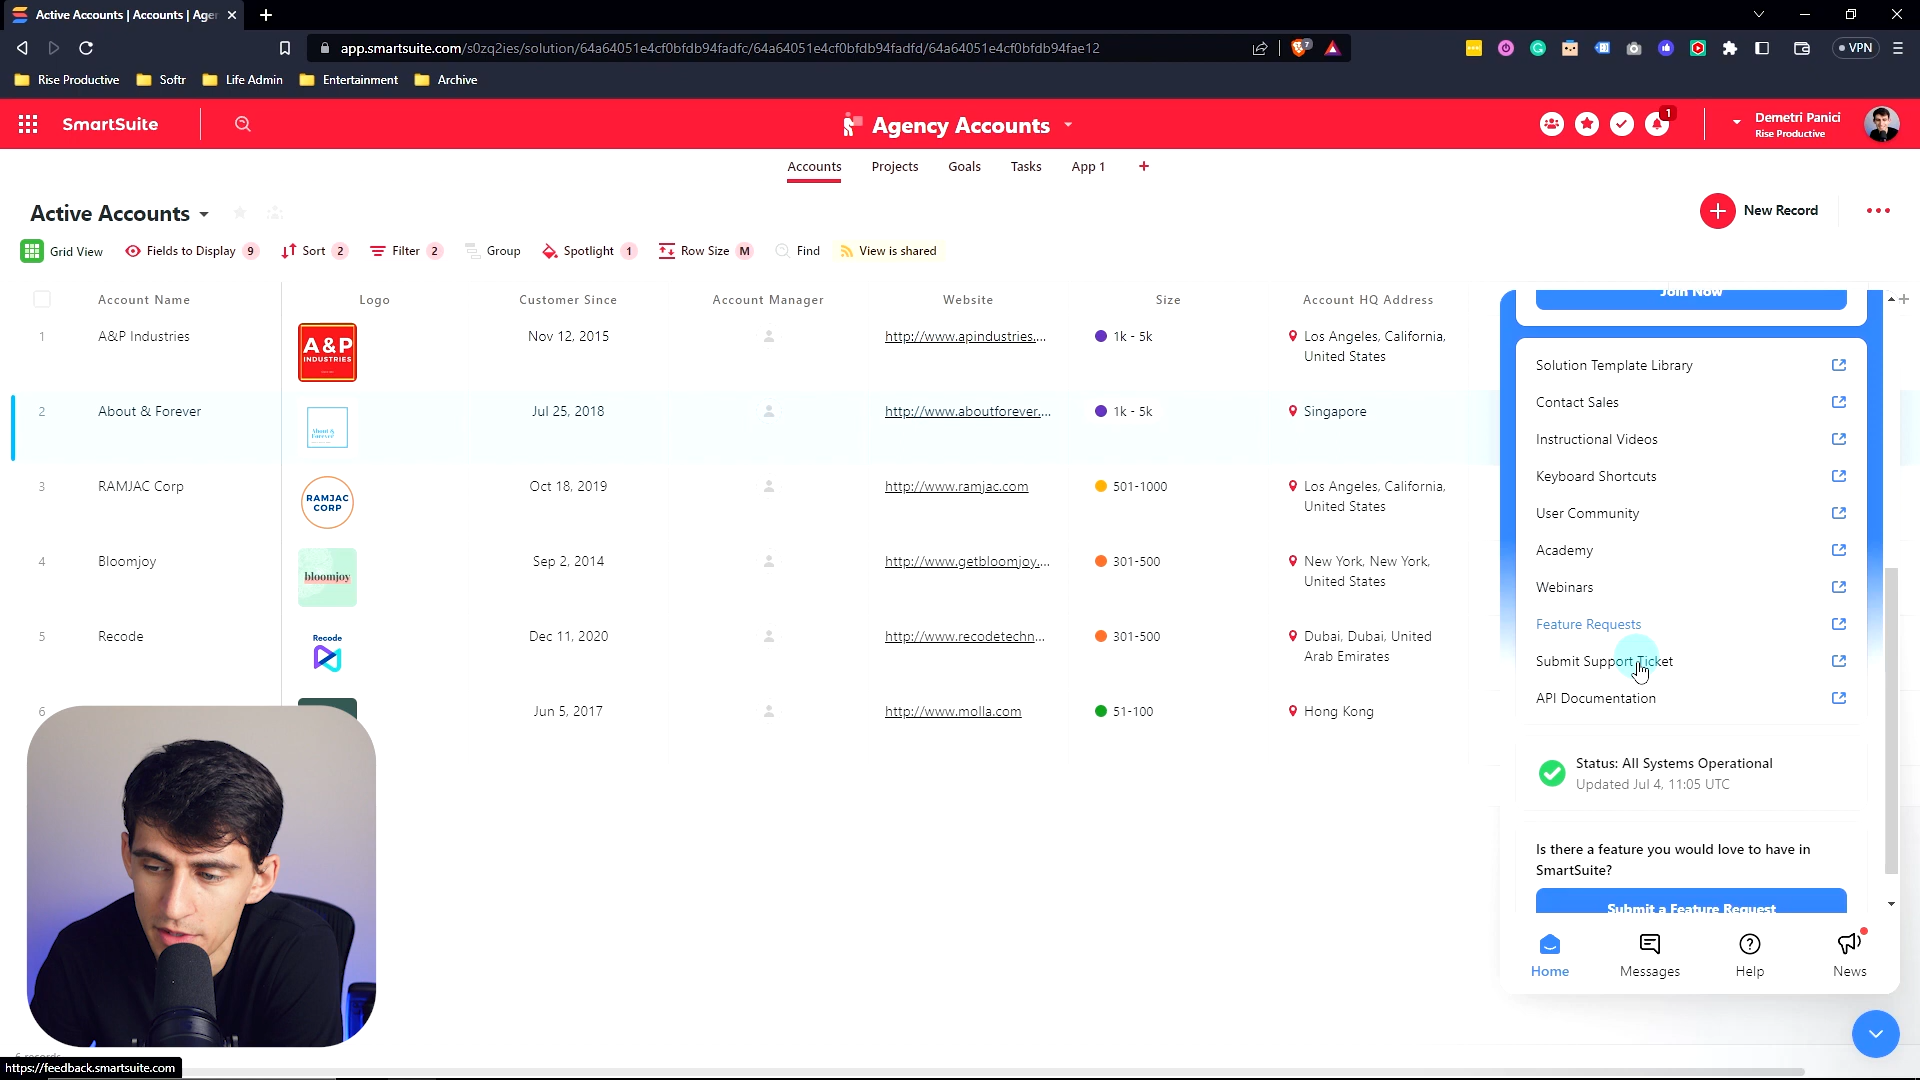 Active Accounts | Accounts | Ager
app.smartsuite.com/s0zq2ies/solution/64a64051e4cf0bfdb94fadfc/64a64051e4cf0bfdb94fadfd/64a64051e4cf0bfdb94fae12
7
VPN
Rise Productive
Softr
Life Admin
Entertainment
Archive
SmartSuite
Agency Accounts
1
Demetri Panici
Rise Productive
Accounts
Projects
Goals
Tasks
App 1
Active Accounts
New Record
Grid View
Fields to Display 9
Sort 2
Filter 2
Group
Spotlight 1
Row Size M
Find
View is shared
Account Name
Logo
Customer Since
Account Manager
Website
Size
Account HQ Address
1
A&P Industries
A&P
INDUSTRIES
Nov 12, 2015
http://www.apindustries....
1k - 5k
Los Angeles, California,
United States
2
About & Forever
About &
Forever
Jul 25, 2018
http://www.aboutforever....
1k - 5k
Singapore
3
RAMJAC Corp
RAMJAC
CORP
Oct 18, 2019
http://www.ramjac.com
501-1000
Los Angeles, California,
United States
4
Bloomjoy
bloomjoy
Sep 2, 2014
http://www.getbloomjoy....
301-500
New York, New York,
United States
5
Recode
Recode
Dec 11, 2020
http://www.recodetechn...
301-500
Dubai, Dubai, United
Arab Emirates
6
Jun 5, 2017
http://www.molla.com
51-100
Hong Kong
Join Now
Solution Template Library
Contact Sales
Instructional Videos
Keyboard Shortcuts
User Community
Academy
Webinars
Feature Requests
Submit Support Ticket
API Documentation
Status: All Systems Operational
Updated Jul 4, 11:05 UTC
Is there a feature you would love to have in
SmartSuite?
Submit a Feature Request
Home
Messages
Help
News
6 records
https://feedback.smartsuite.com